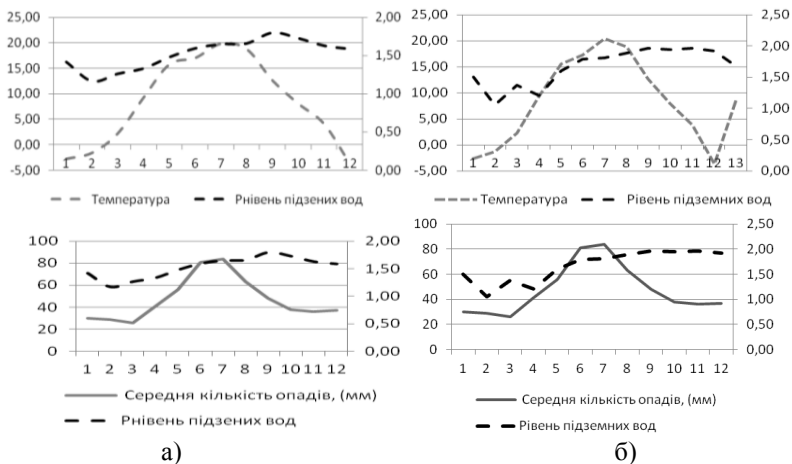 25,00 2,00
20,00 1,50
15,00
10,00 1,00
5,00 0,50
0,00
-5,00 0,00
1 2 3 4 5 6 7 8 9 10 11 12
Температура Рнівень підзених вод
25,00 2,50
20,00 2,00
15,00 1,50
10,00
5,00 1,00
0,00 0,50
-5,00 0,00
1 2 3 4 5 6 7 8 9 10 11 12 13
Температура Рівень підземних вод
100 2,00
80 1,50
60 1,00
40
20 0,50
0 0,00
1 2 3 4 5 6 7 8 9 10 11 12
Середня кількість опадів, (мм)
Рнівень підзених вод
а)
100 2,50
80 2,00
60 1,50
40 1,00
20 0,50
0 0,00
1 2 3 4 5 6 7 8 9 10 11 12
Середня кількість опадів, (мм)
Рівень підземних вод
б)